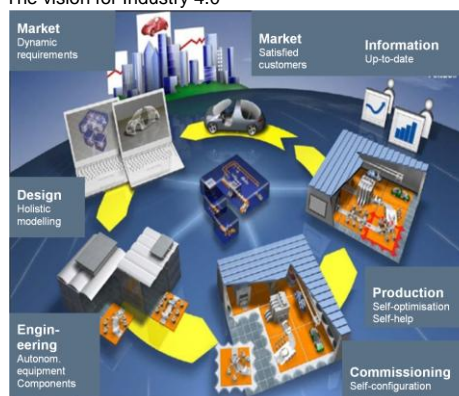 The vision for Industry 4.0
Market
Dynamic
requirements
Market
Satisfied
customers
Information
Up-to-date
Design
Holistic
modelling
Production
Self-optimisation
Self-help
Engin-
eering
Autonom.
equipment
Components
Commissioning
Self-configuration